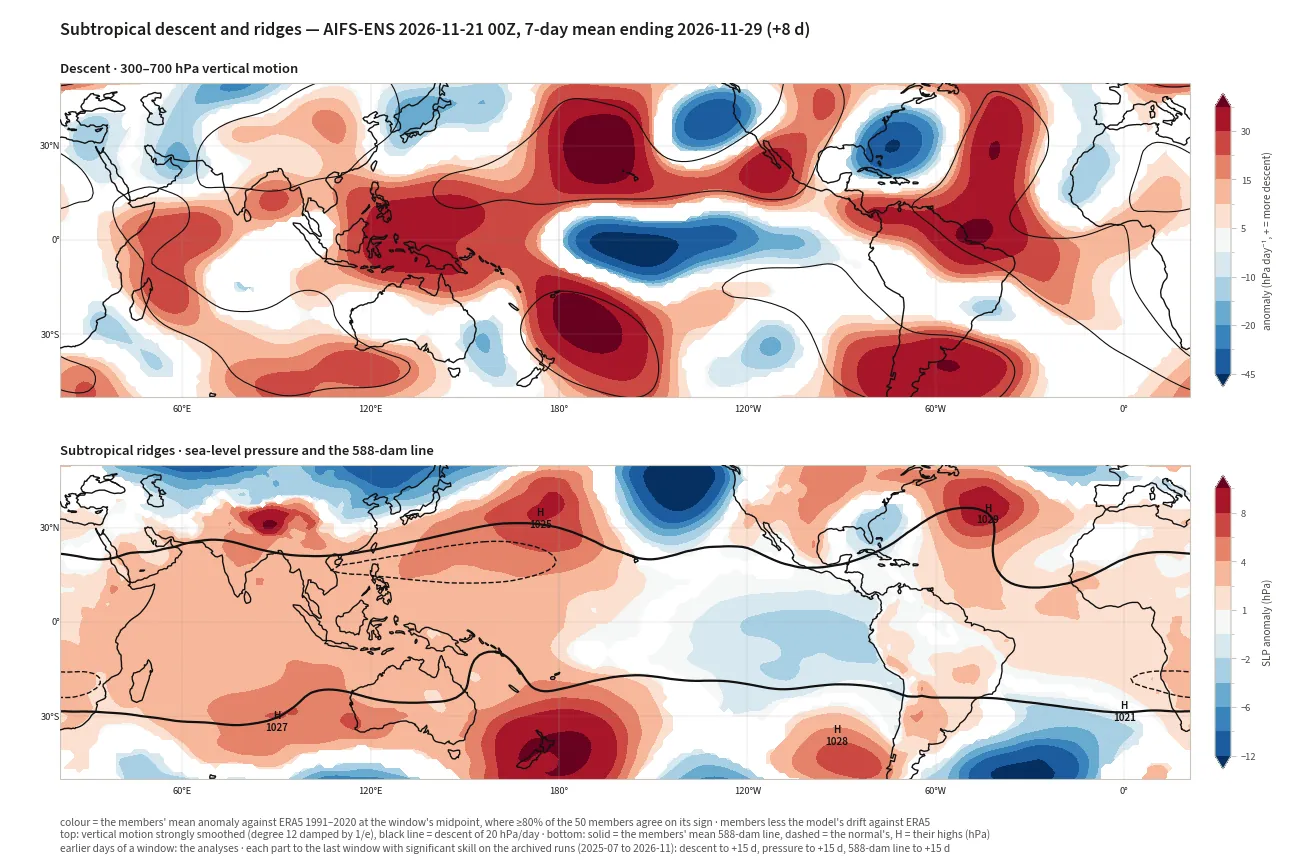 Subtropical descent and ridges — AIFS-ENS 2026-11-21 00Z, 7-day mean ending 2026-11-29 (+8 d)
Descent · 300–700 hPa vertical motion
30°N
0°
30°S
60°E
120°E
180°
120°W
60°W
0°
30
15
5
−10
−20
−45
anomaly (hPa day⁻¹, + = more descent)
Subtropical ridges · sea-level pressure and the 588-dam line
H
1025
H
1029
H
1027
H
1028
H
1021
30°N
0°
30°S
60°E
120°E
180°
120°W
60°W
0°
8
4
1
−2
−6
−12
SLP anomaly (hPa)
colour = the members' mean anomaly against ERA5 1991–2020 at the window's midpoint, where ≥80% of the 50 members agree on its sign · members less the model's drift against ERA5
top: vertical motion strongly smoothed (degree 12 damped by 1/e), black line = descent of 20 hPa/day · bottom: solid = the members' mean 588-dam line, dashed = the normal's, H = their highs (hPa)
earlier days of a window: the analyses · each part to the last window with significant skill on the archived runs (2025-07 to 2026-11): descent to +15 d, pressure to +15 d, 588-dam line to +15 d